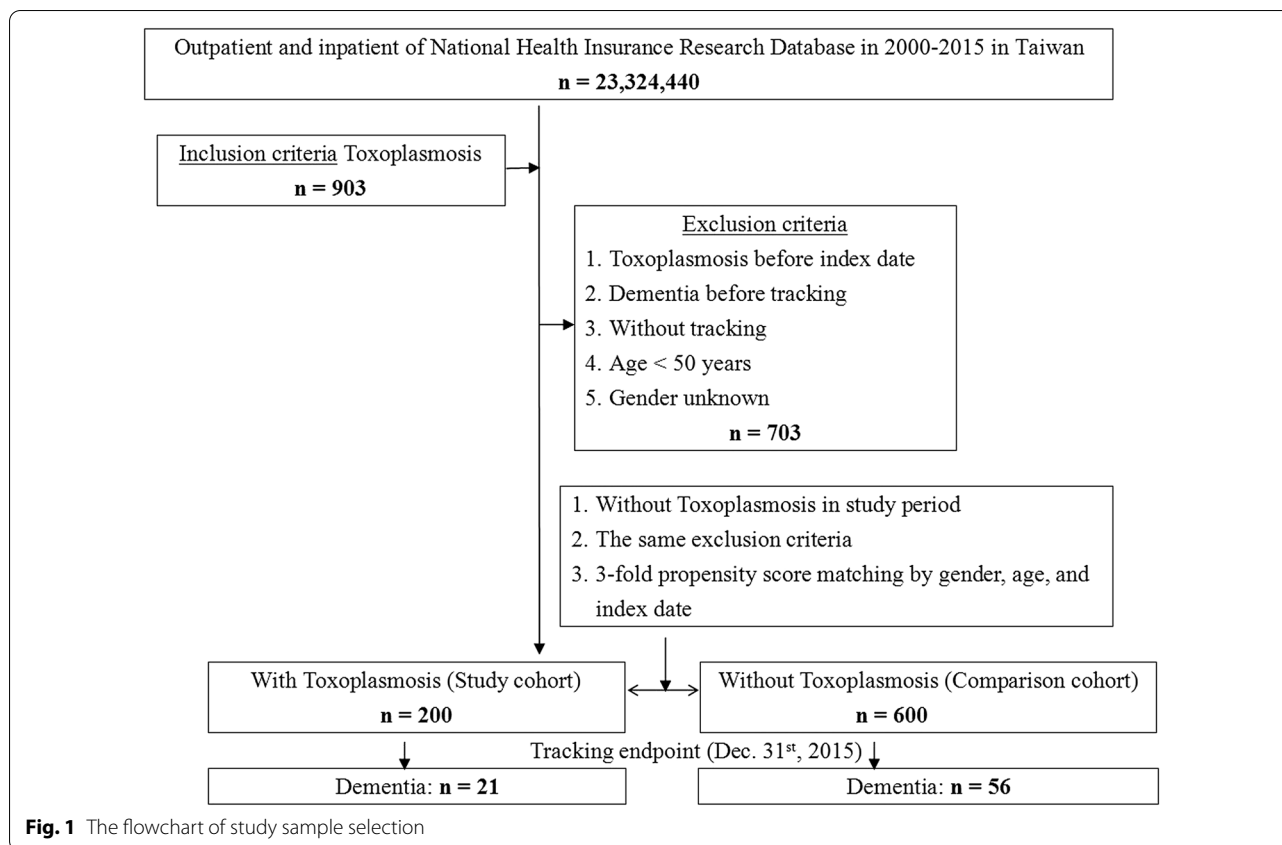 Outpatient and inpatient of National Health Insurance Research Database in 2000-2015 in Taiwan
n = 23,324,440
Inclusion criteria Toxoplasmosis
n = 903
Exclusion criteria
1. Toxoplasmosis before index date
2. Dementia before tracking
3. Without tracking
4. Age < 50 years
5. Gender unknown
n = 703
1. Without Toxoplasmosis in study period
2. The same exclusion criteria
3. 3-fold propensity score matching by gender, age, and
index date
With Toxoplasmosis (Study cohort)
n = 200
Without Toxoplasmosis (Comparison cohort)
n = 600
Tracking endpoint (Dec. 31st, 2015)
Dementia: n = 21
Dementia: n = 56
Fig. 1 The flowchart of study sample selection